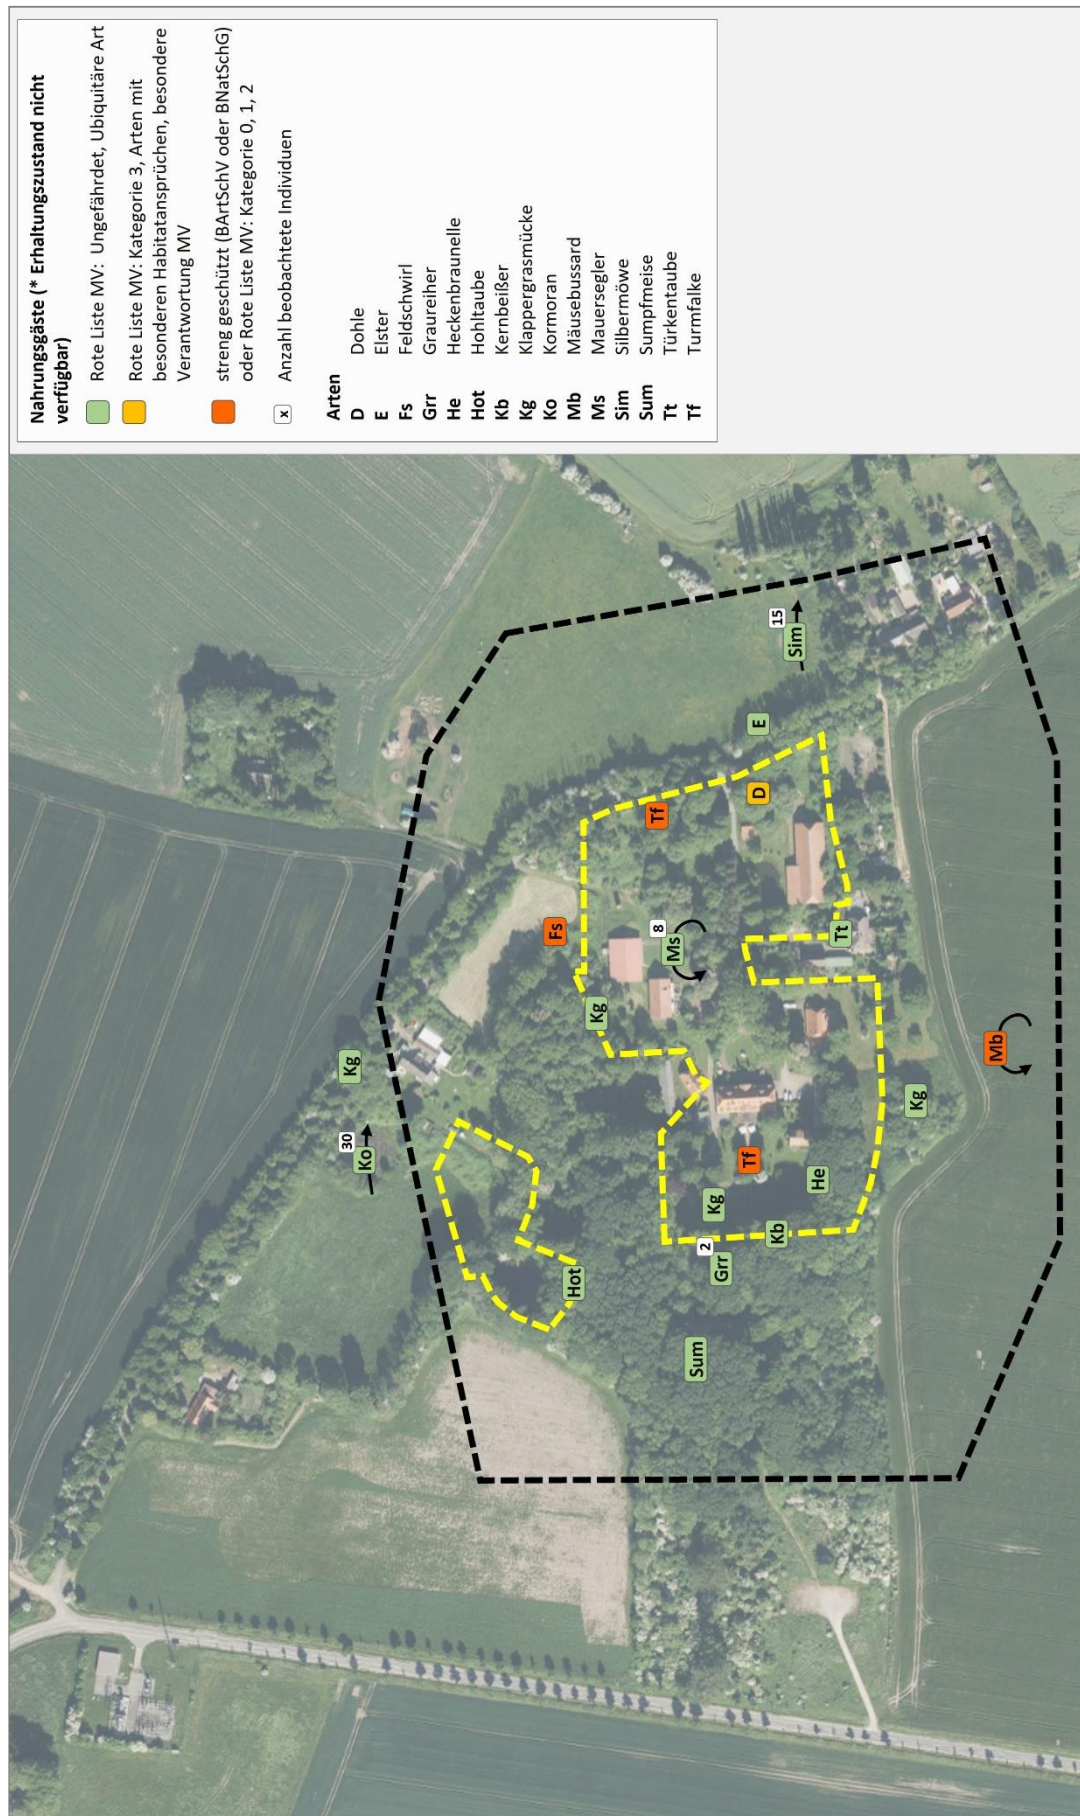 Nahrungsgäste (* Erhaltungszustand nicht
verfügbar)
Rote Liste MV: Ungefährdet, Ubiquitäre Art
Rote Liste MV: Kategorie 3, Arten mit
besonderen Habitatansprüchen, besondere
Verantwortung MV
streng geschützt (BArtSchV oder BNatSchG)
oder Rote Liste MV: Kategorie 0, 1, 2
x Anzahl beobachtete Individuen
Arten
D Dohle
E Elster
Fs Feldschwirl
Grr Graureiher
He Heckenbraunelle
Hot Hohltaube
Kb Kernbeißer
Kg Klappergrasmücke
Ko Kormoran
Mb Mäusebussard
Ms Mauersegler
Sim Silbermöwe
Sum Sumpfmeise
Tt Türkentaube
Tf Turmfalke
30
Ko
Kg
Fs
Hot
Kg
Tf
8
Ms
15
Sim
E
D
Sum
2
Grr
Kg
Tf
Kb
He
Tt
Kg
Mb